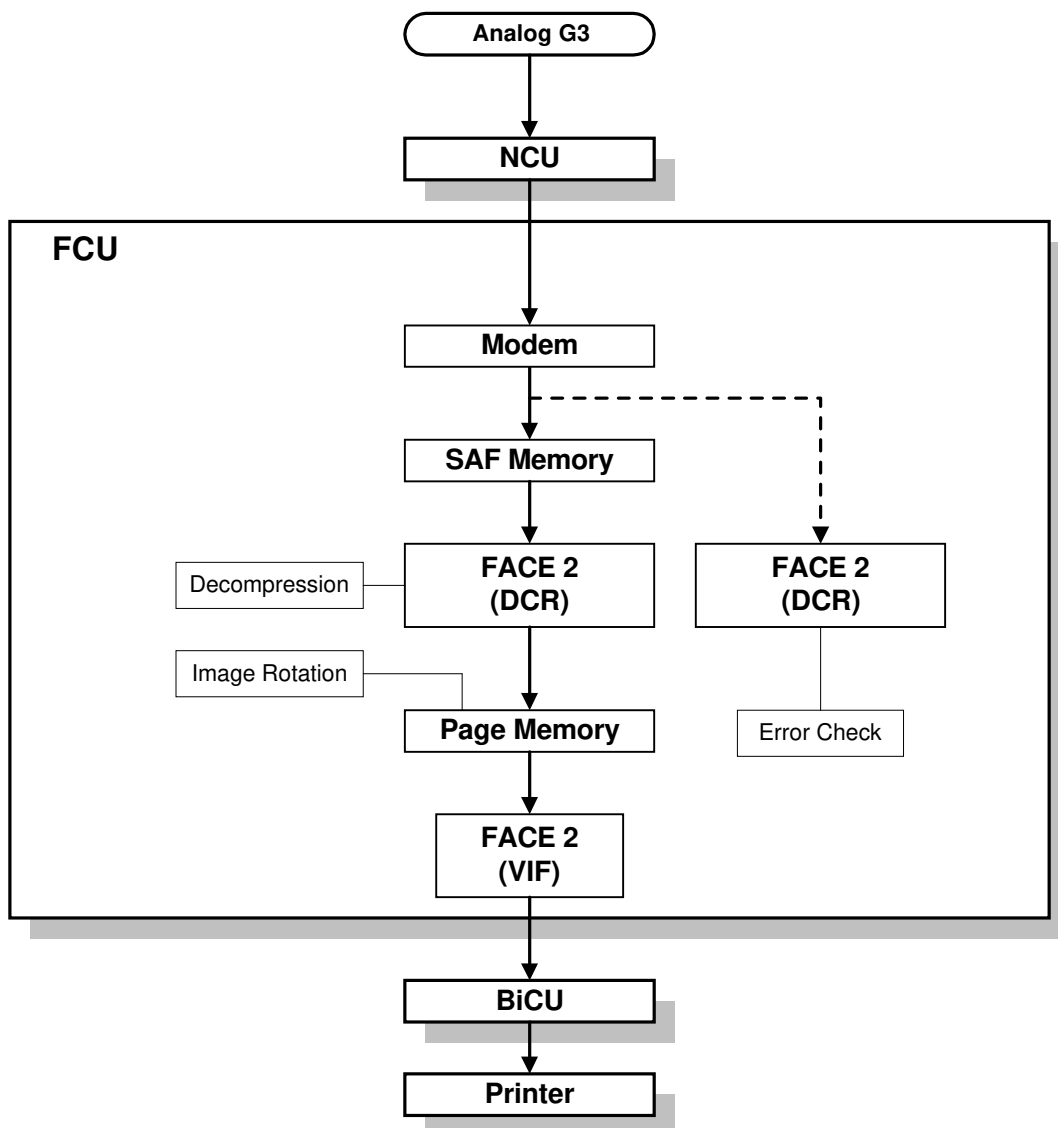 Analog G3
NCU
FCU
Modem
SAF Memory
Decompression
FACE 2
(DCR)
FACE 2
(DCR)
Image Rotation
Page Memory
Error Check
FACE 2
(VIF)
BiCU
Printer